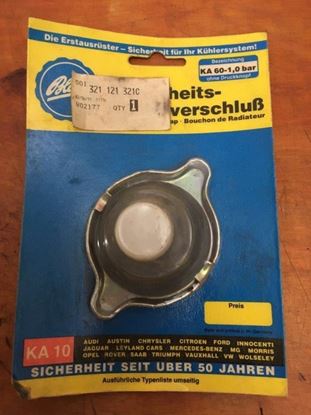 Die Erstausrüster – Sicherheit für Ihr Kühlersystem!
Bezeichnung
KA 60-1,0 bar
ohne Druckknopf
001 321 121 321C
902177 QTY 1
heits-
verschluß
ap · Bouchon de Radiateur
Preis
KA 10
AUDI AUSTIN CHRYSLER CITROEN FORD INNOCENTI
JAGUAR LEYLAND CARS MERCEDES-BENZ MG MORRIS
OPEL ROVER SAAB TRIUMPH VAUXHALL VW WOLSELEY
SICHERHEIT SEIT ÜBER 50 JAHREN
Ausführliche Typenliste umseitig